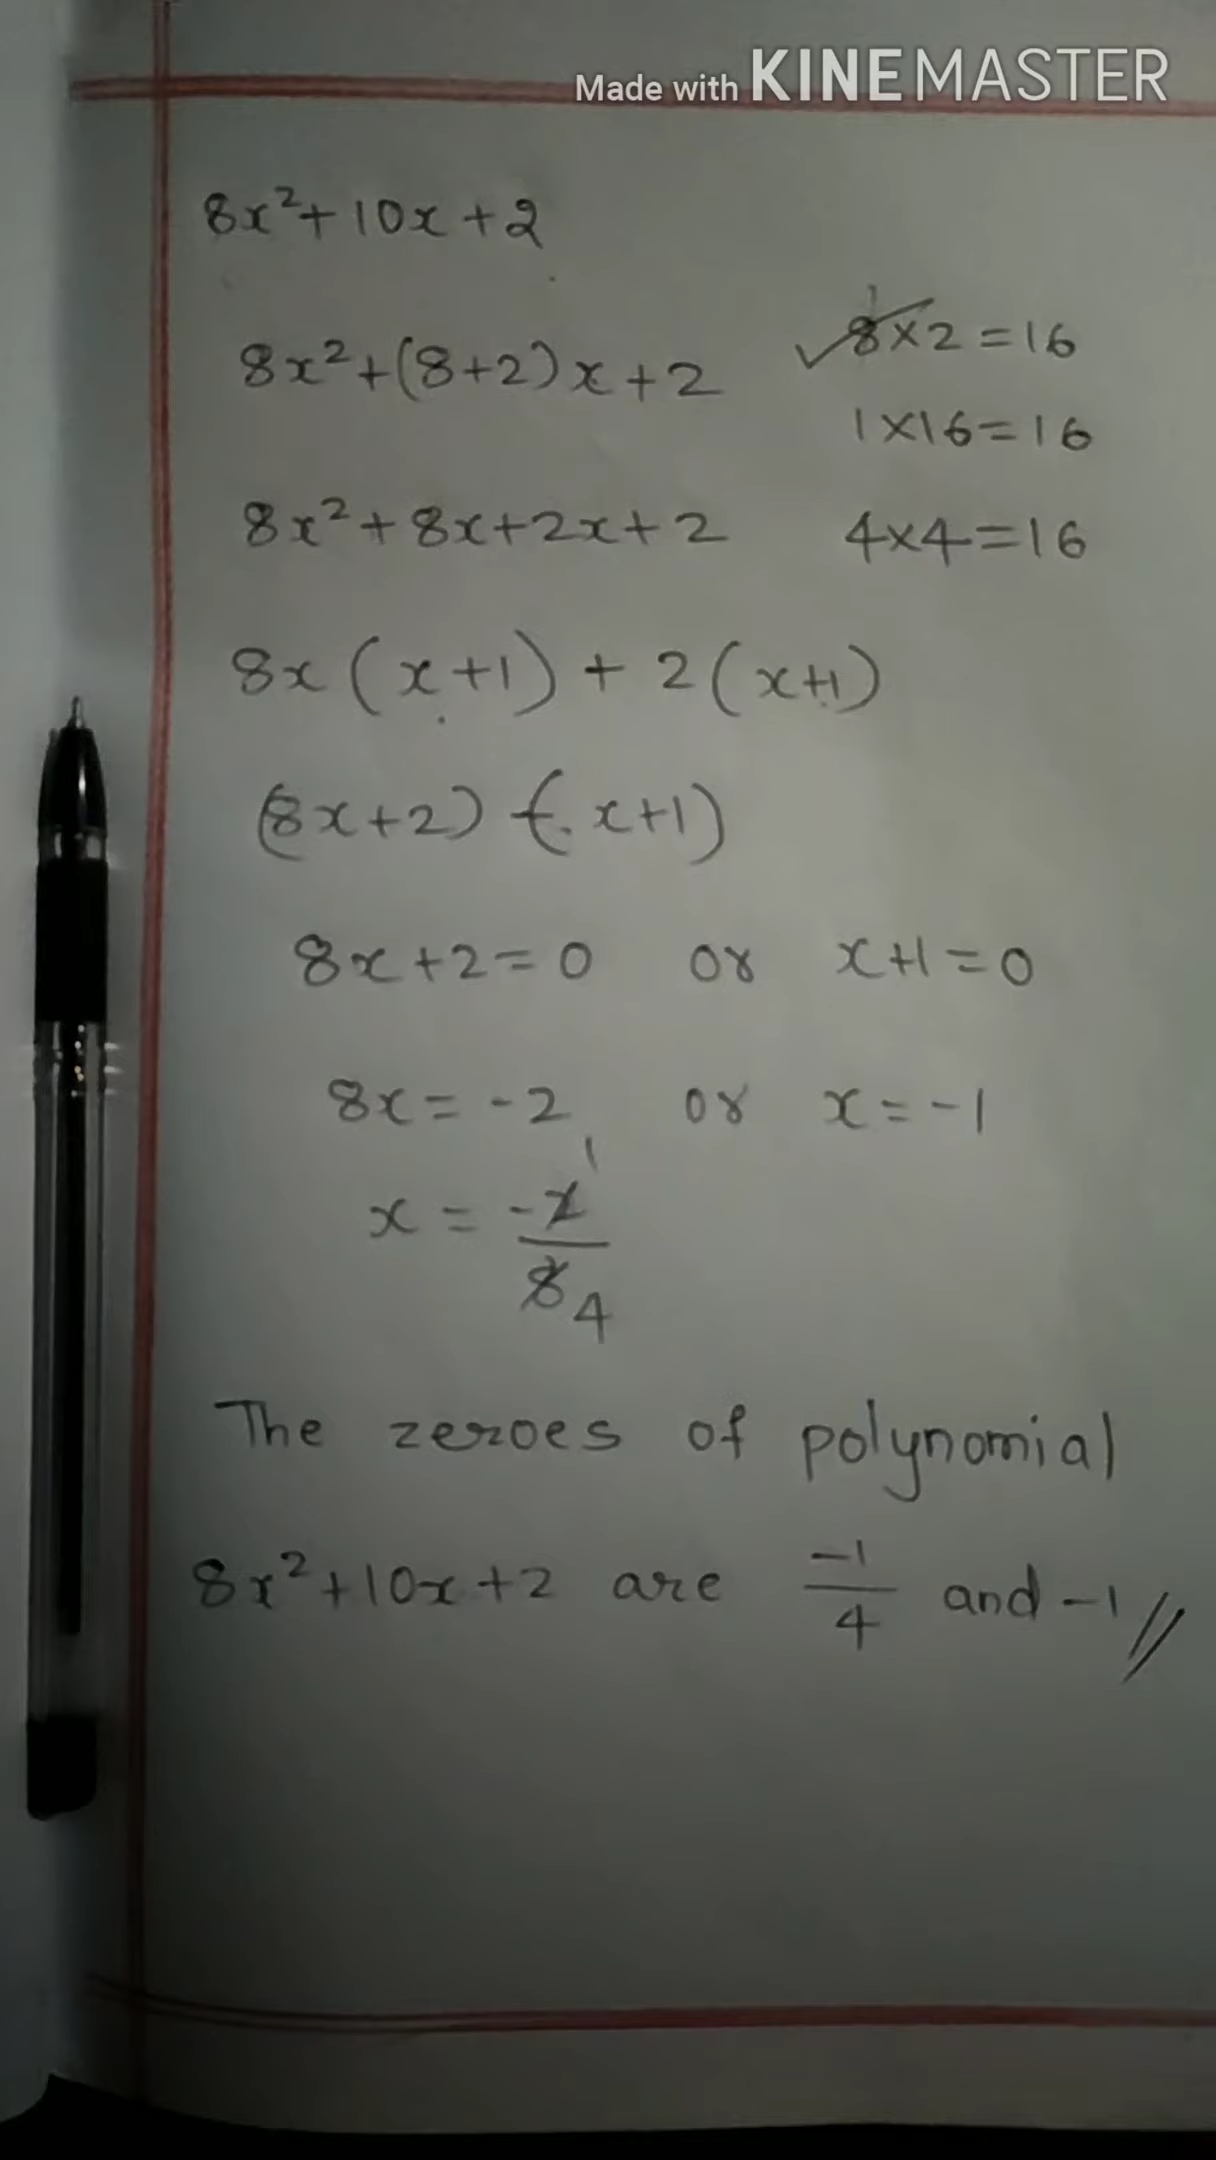 Made with KINEMASTER
8x²+10x+2
8x²+(8+2)x+2
8×2=16
1×16=16
8x²+8x+2x+2
4×4=16
8x(x+1)+2(x+1)
(8x+2)(x+1)
8x+2=0 or x+1=0
8x=-2 or x=-1
1
x=-2/8
4
The zeroes of polynomial
8x²+10x+2 are -1/4 and -1//